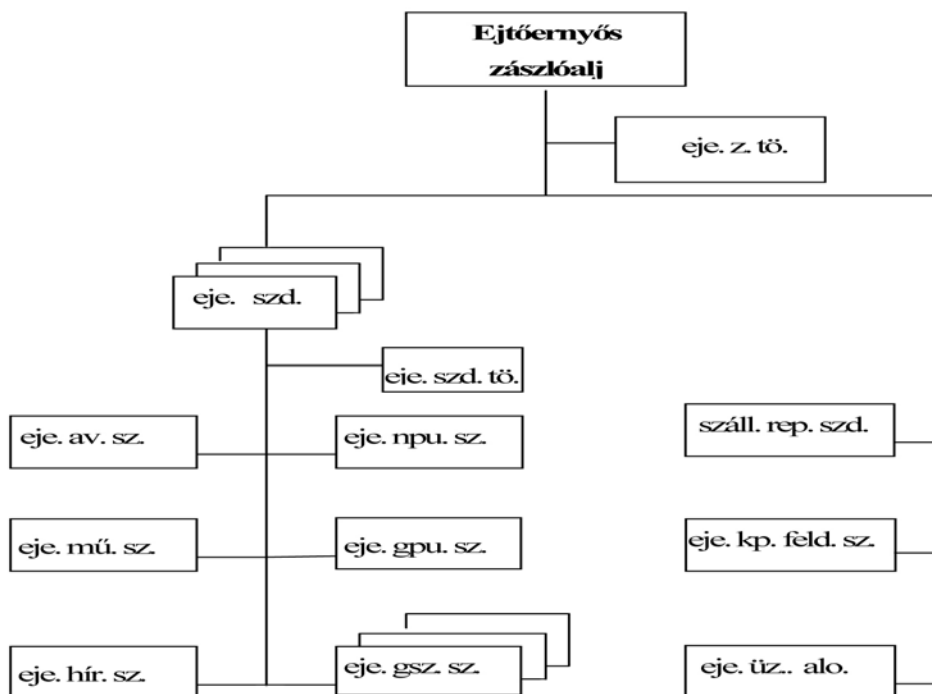 Ejtőernyős
zászlóalj
eje. z. tö.
eje. szd.
eje. szd. tö.
eje. av. sz.
eje. npu. sz.
száll. rep. szd.
eje. mű. sz.
eje. gpu. sz.
eje. kp. feld. sz.
eje. hír. sz.
eje. gsz. sz.
eje. üz.. alo.